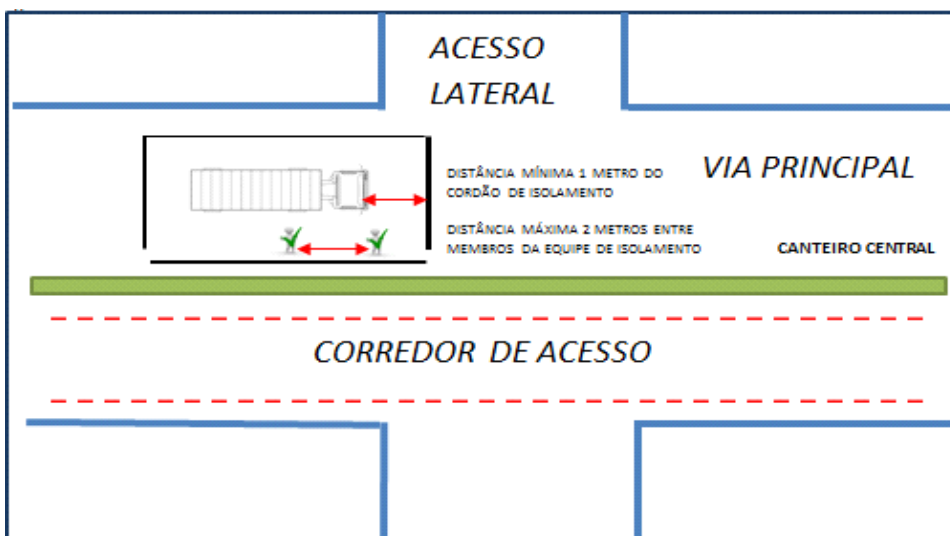 ACESSO
LATERAL
DISTÂNCIA MÍNIMA 1 METRO DO
CORDÃO DE ISOLAMENTO
VIA PRINCIPAL
DISTÂNCIA MÁXIMA 2 METROS ENTRE
MEMBROS DA EQUIPE DE ISOLAMENTO
CANTEIRO CENTRAL
CORREDOR DE ACESSO